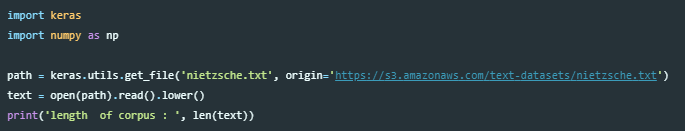 import keras
import numpy as np
path = keras.utils.get_file('nietzsche.txt', origin='https://s3.amazonaws.com/text-datasets/nietzsche.txt')
text = open(path).read().lower()
print('length  of corpus : ', len(text))